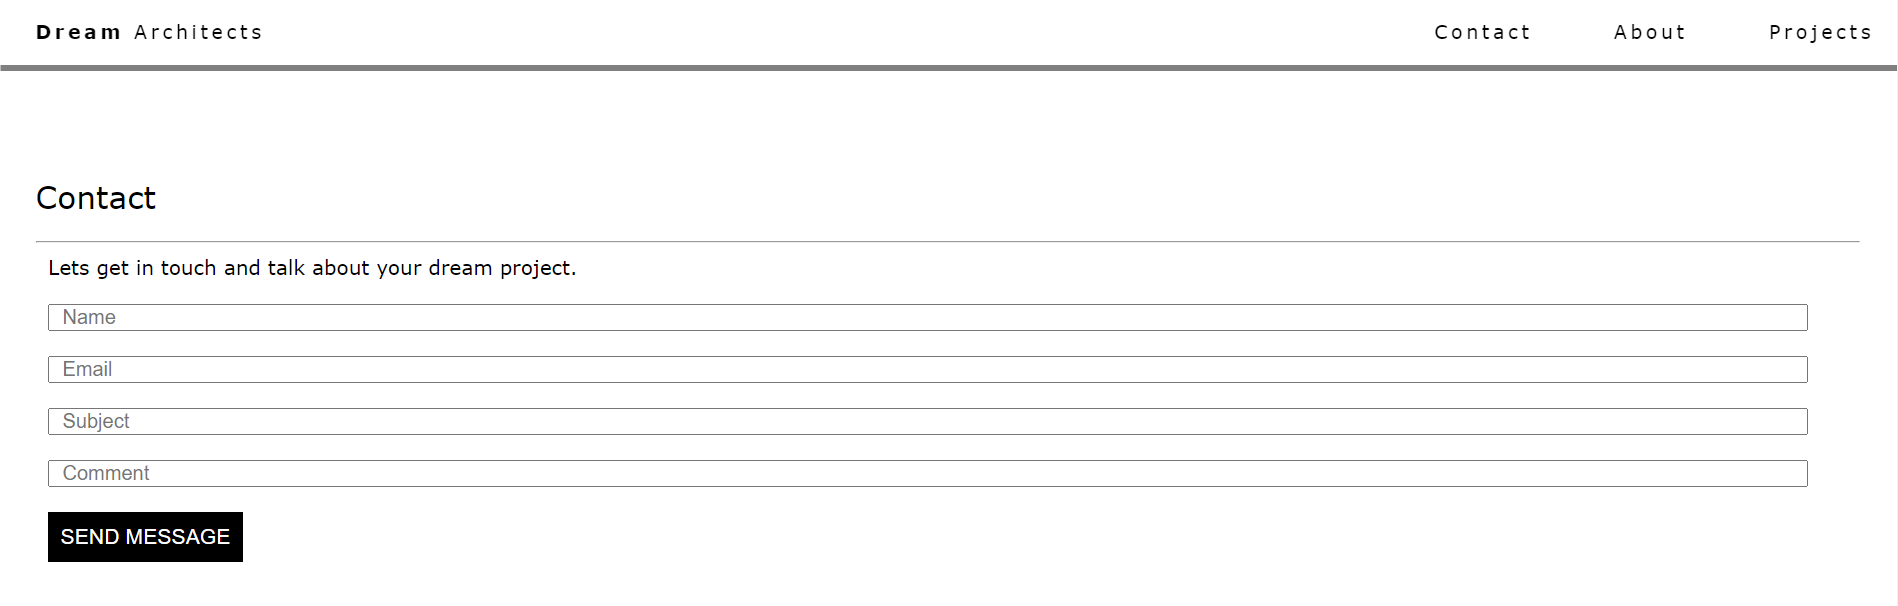 Dream Architects Contact About Projects
Contact
Lets get in touch and talk about your dream project.
Name
Email
Subject
Comment
SEND MESSAGE